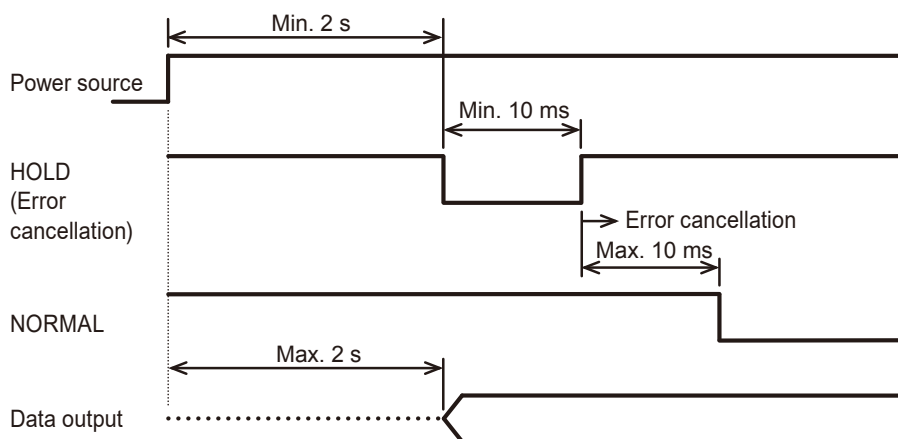 Min. 2 s
Power source
Min. 10 ms
HOLD
(Error
cancellation)
Error cancellation
Max. 10 ms
NORMAL
Max. 2 s
Data output